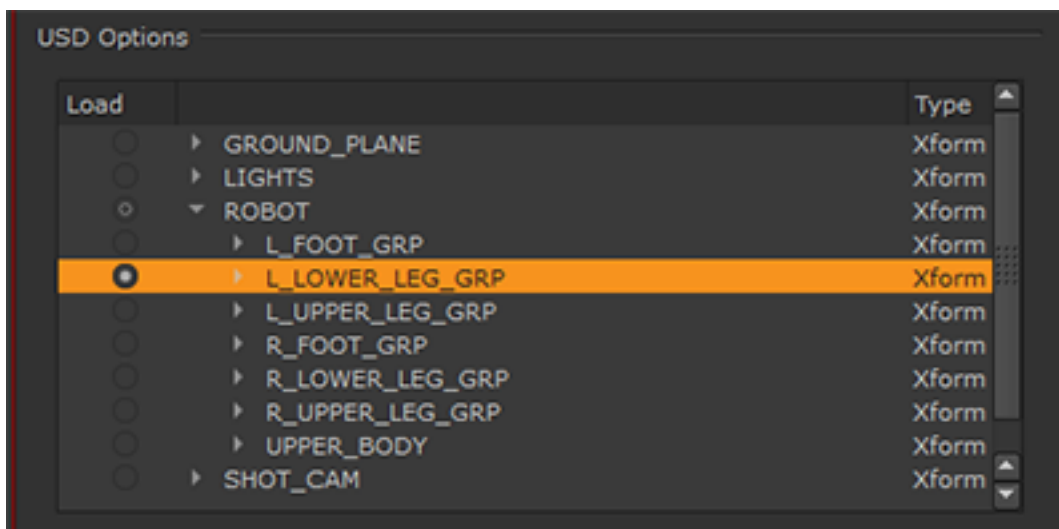 USD Options
Load Type
GROUND_PLANE Xform
LIGHTS Xform
ROBOT Xform
L_FOOT_GRP Xform
L_LOWER_LEG_GRP Xform
L_UPPER_LEG_GRP Xform
R_FOOT_GRP Xform
R_LOWER_LEG_GRP Xform
R_UPPER_LEG_GRP Xform
UPPER_BODY Xform
SHOT_CAM Xform